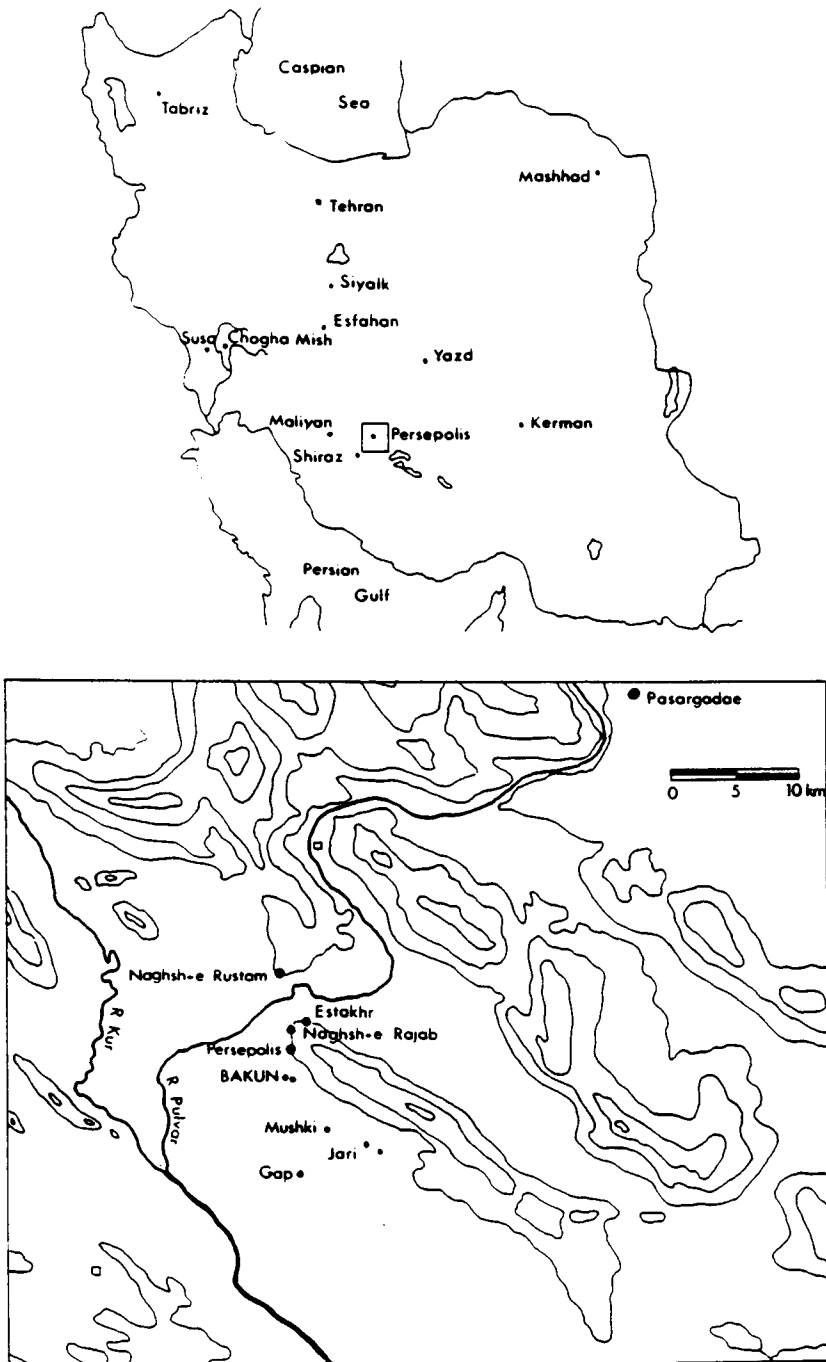 Caspian
Sea
Tabriz
Mashhad
Tehran
Siyalk
Esfahan
Susa
Chogha Mish
Yazd
Maliyan
Persepolis
Kerman
Shiraz
Persian
Gulf
Pasargadae
0 5 10 km
Naghsh-e Rustam
R Kur
Estakhr
Naghsh-e Rajab
Persepolis
BAKUN
R Pulvar
Mushki
Jari
Gap